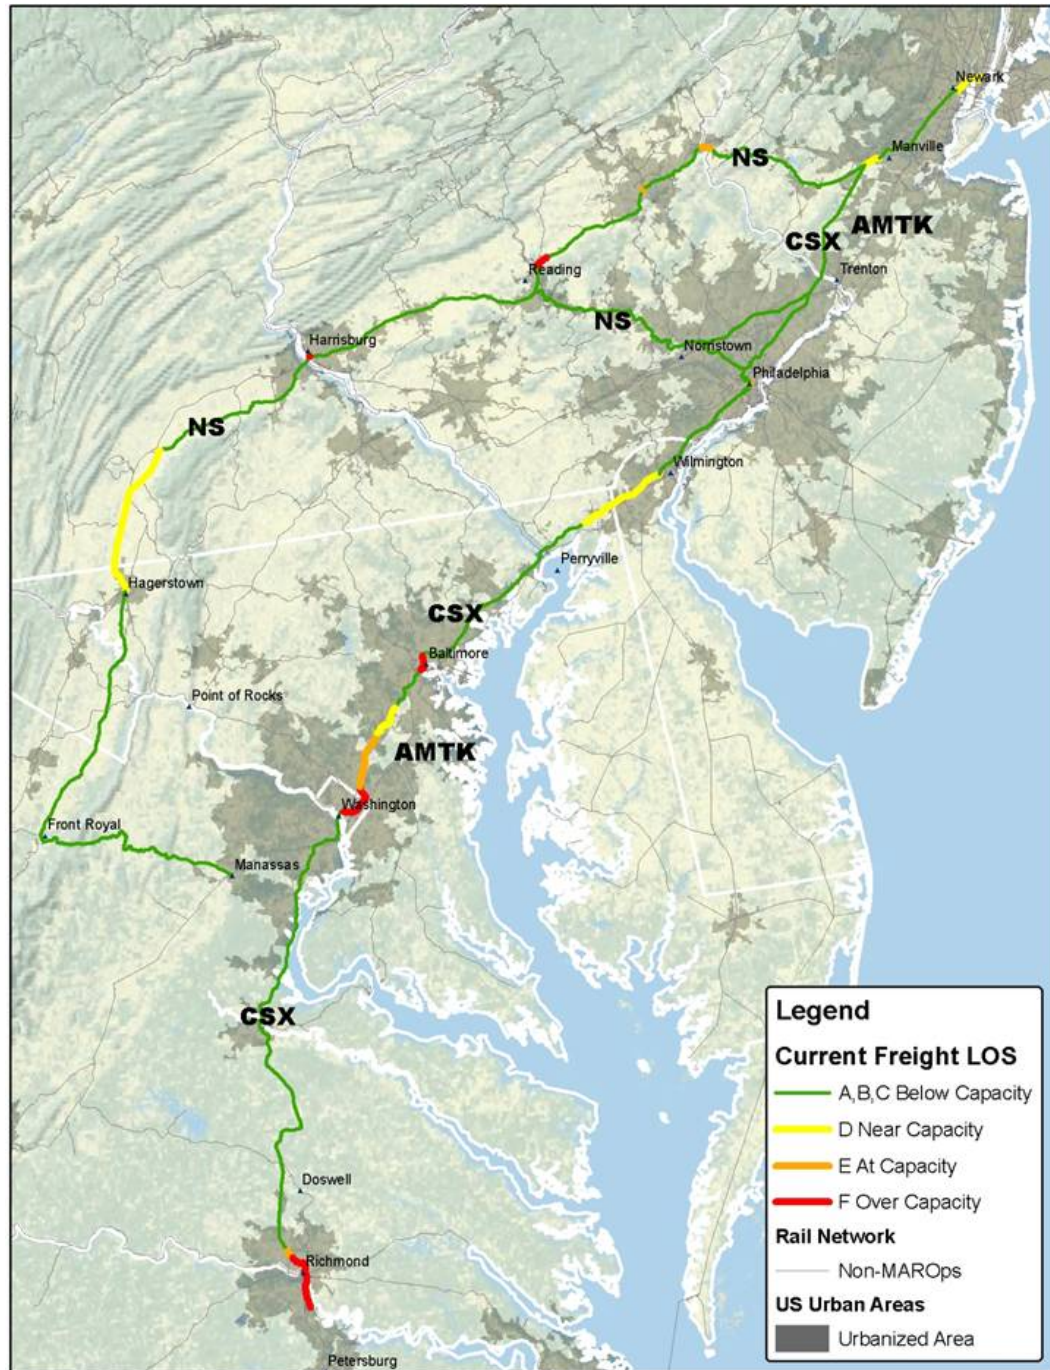 Newark
Manville
NS
AMTK
CSX
Trenton
Reading
NS
Harrisburg
Norristown
Philadelphia
NS
Wilmington
Perryville
Hagerstown
CSX
Baltimore
Point of Rocks
AMTK
Washington
Front Royal
Manassas
CSX
Doswell
Richmond
Petersburg
Legend
Current Freight LOS
A,B,C Below Capacity
D Near Capacity
E At Capacity
F Over Capacity
Rail Network
Non-MAROps
US Urban Areas
Urbanized Area